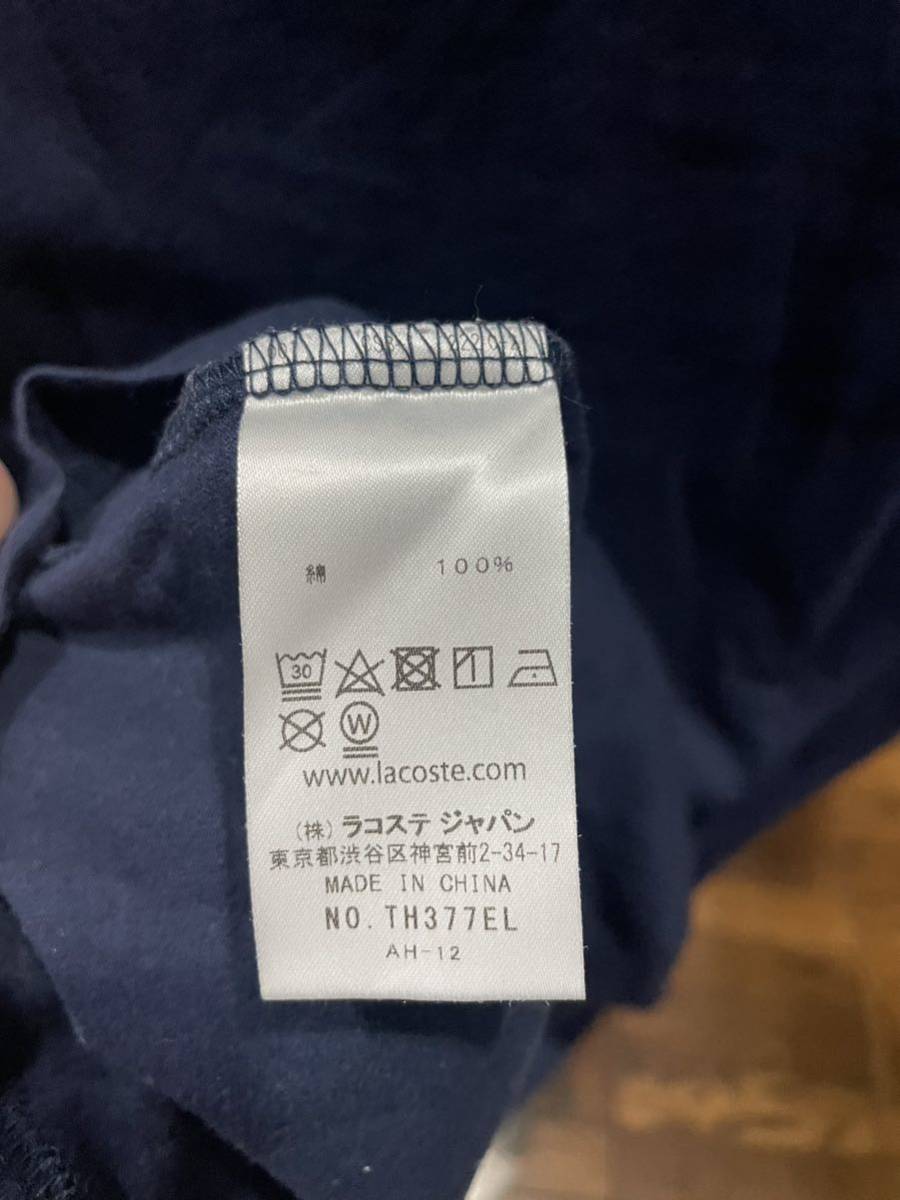 綿 100%
30
W
www.lacoste.com
(株) ラコステ ジャパン
東京都渋谷区神宮前2-34-17
MADE IN CHINA
NO. TH377EL
AH-12